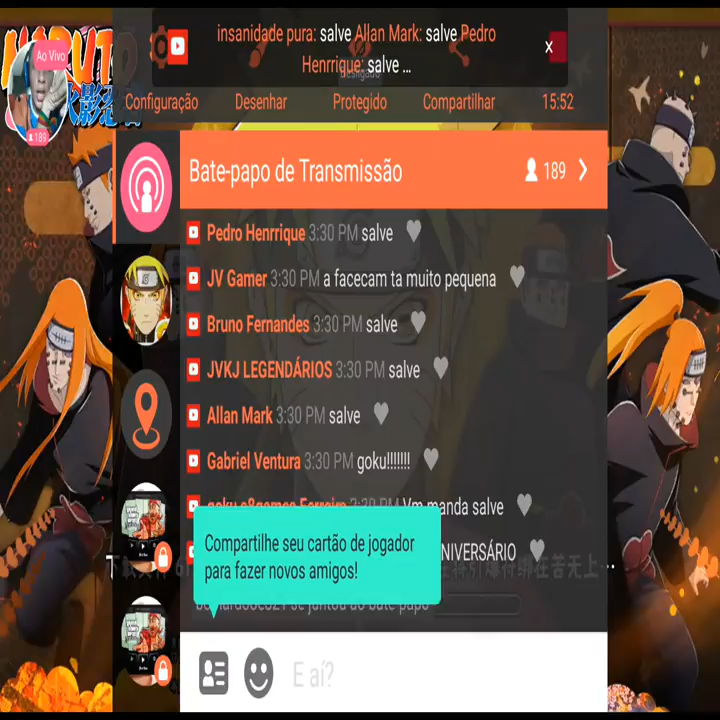 insanidade pura: salve Allan Mark: salve Pedro
Henrrique: salve ...
x
NARUTO
Ao Vivo
189
Configuração
Desenhar
Protegido
Compartilhar
15:52
Bate-papo de Transmissão
189
Pedro Henrrique 3:30 PM salve
JV Gamer 3:30 PM a facecam ta muito pequena
Bruno Fernandes 3:30 PM salve
JVKJ LEGENDÁRIOS 3:30 PM salve
Allan Mark 3:30 PM salve
Gabriel Ventura 3:30 PM goku!!!!!!!
3:30 PM Vm manda salve
NIVERSÁRIO
Compartilhe seu cartão de jogador
para fazer novos amigos!
se juntou ao bate papo
E aí?